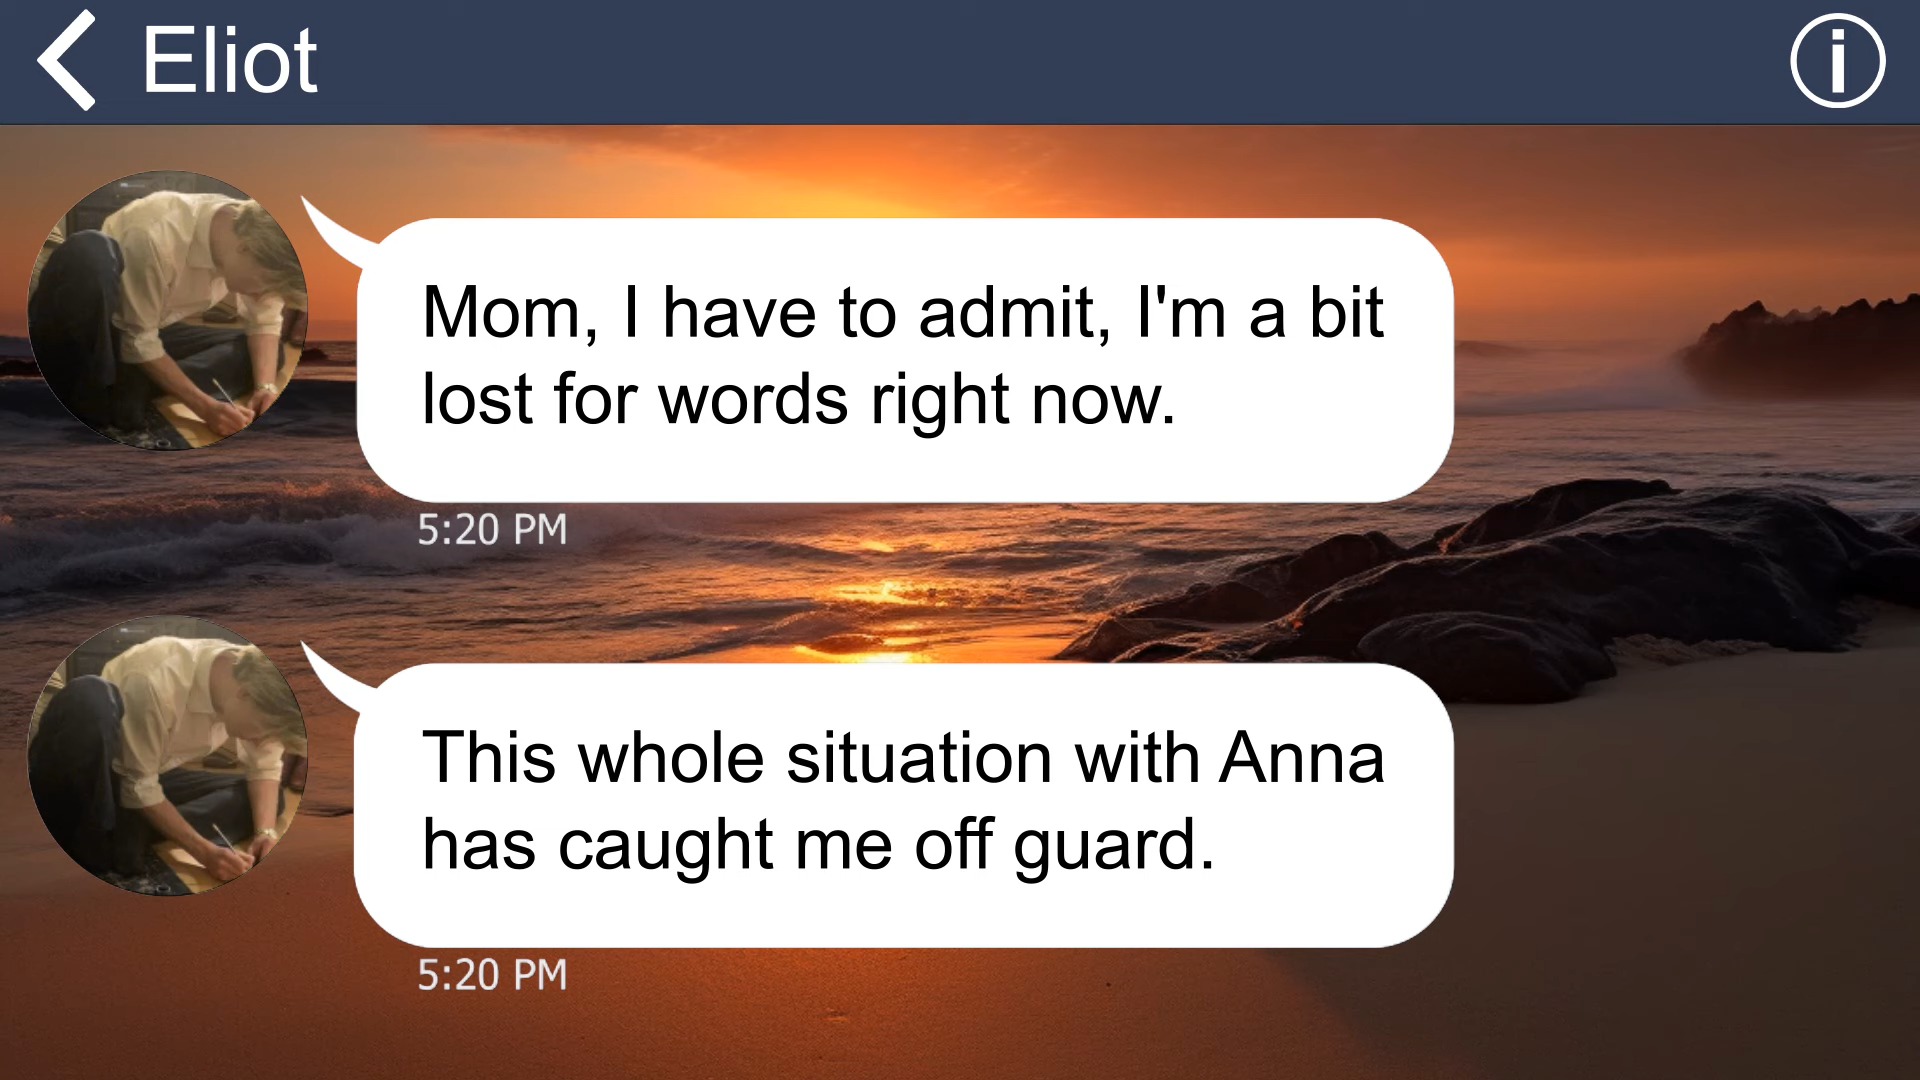 Eliot
Mom, I have to admit, I'm a bit
lost for words right now.
5:20 PM
This whole situation with Anna
has caught me off guard.
5:20 PM